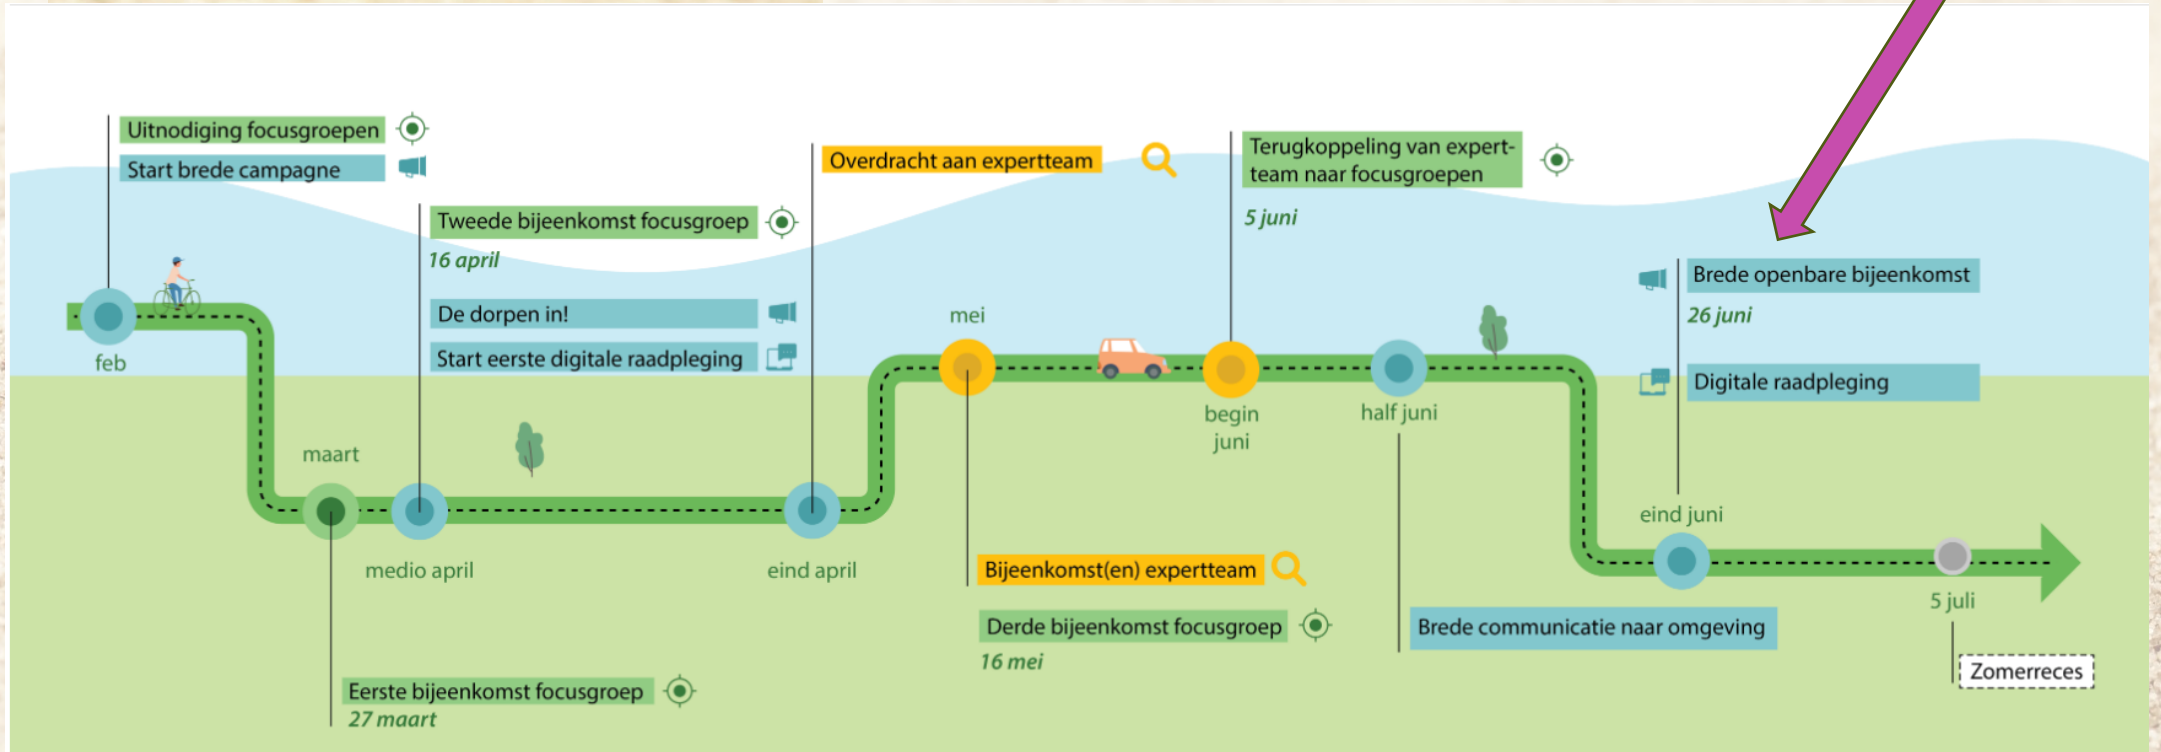 Uitnodiging focusgroepen
Start brede campagne
feb
maart
Eerste bijeenkomst focusgroep
27 maart
Tweede bijeenkomst focusgroep
16 april
De dorpen in!
Start eerste digitale raadpleging
medio april
Overdracht aan expertteam
eind april
mei
Bijeenkomst(en) expertteam
Derde bijeenkomst focusgroep
16 mei
Terugkoppeling van expert-
team naar focusgroepen
5 juni
begin
juni
half juni
Brede communicatie naar omgeving
Brede openbare bijeenkomst
26 juni
Digitale raadpleging
eind juni
5 juli
Zomerreces